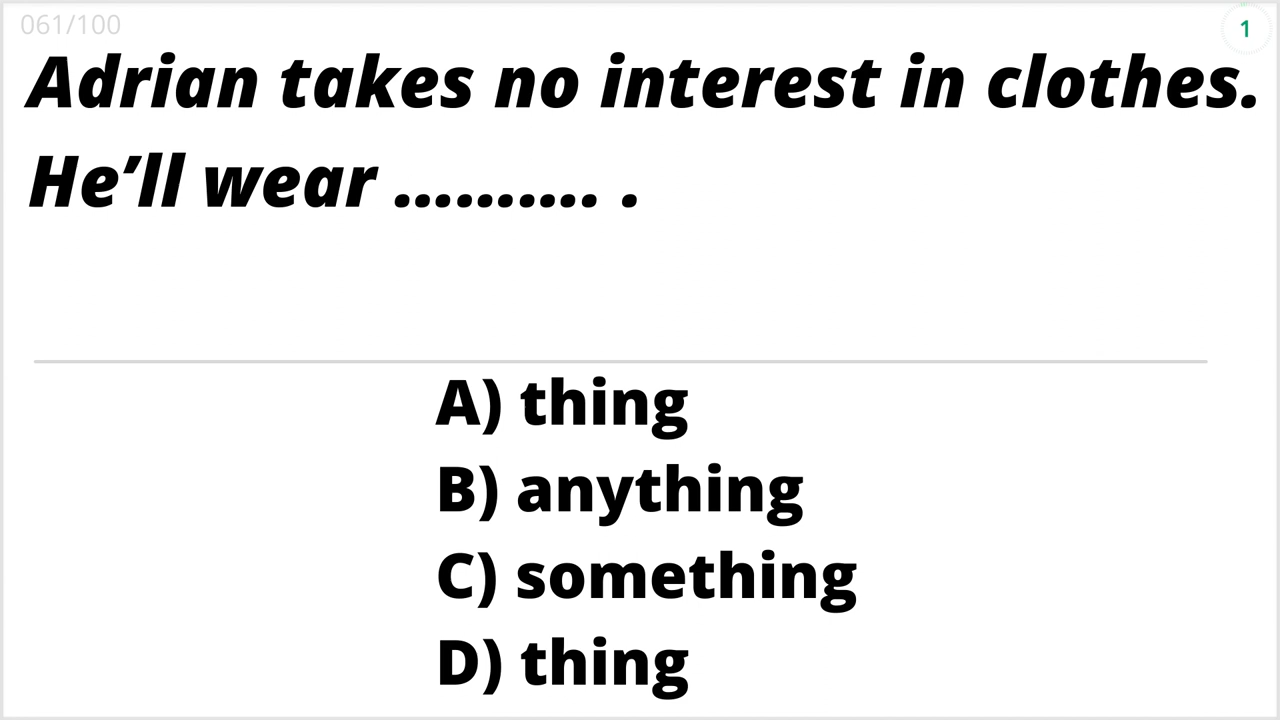 061/100
1
Adrian takes no interest in clothes.
He’ll wear .......... .
A) thing
B) anything
C) something
D) thing